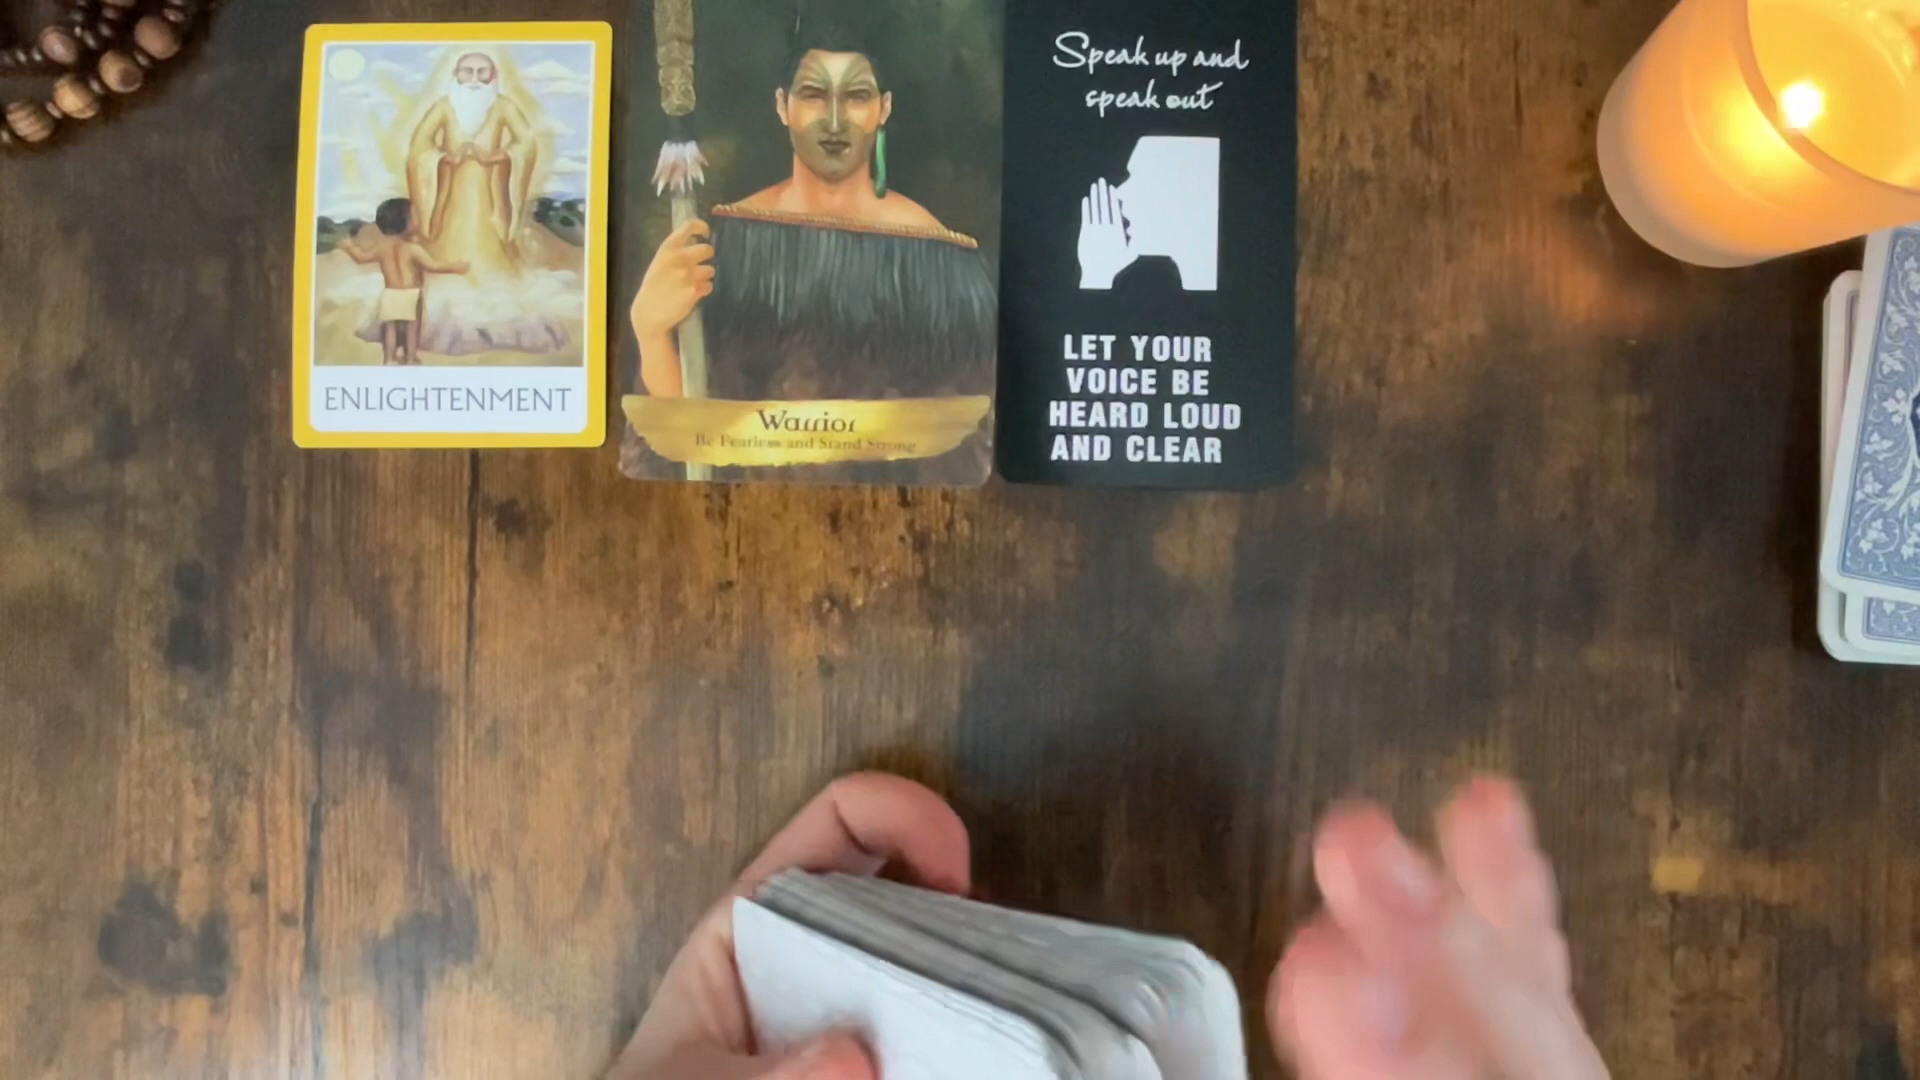 ENLIGHTENMENT
Warrior
Be Fearless and Stand Strong
Speak up and
speak out
LET YOUR
VOICE BE
HEARD LOUD
AND CLEAR